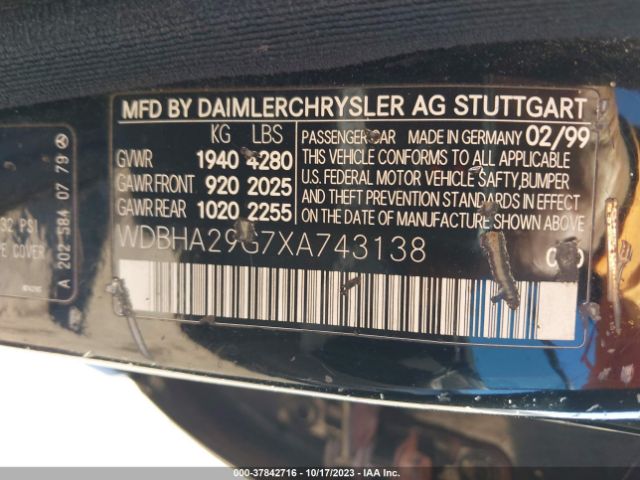 MFD BY DAIMLERCHRYSLER AG STUTTGART
KG LBS
GVWR 1940 4280
GAWR FRONT 920 2025
GAWR REAR 1020 2255
PASSENGER CAR MADE IN GERMANY 02/99
THIS VEHICLE CONFORMS TO ALL APPLICABLE
U.S. FEDERAL MOTOR VEHICLE SAFTY,BUMPER
AND THEFT PREVENTION STANDARDS IN EFFECT
ON THE DATE OF MANUFACTURE SHOWN ABOVE
WDBHA29G7XA743138
32 PSI
COVER
A 202 584 07 79
37842716 - 10/17/2023 - IAA Inc.